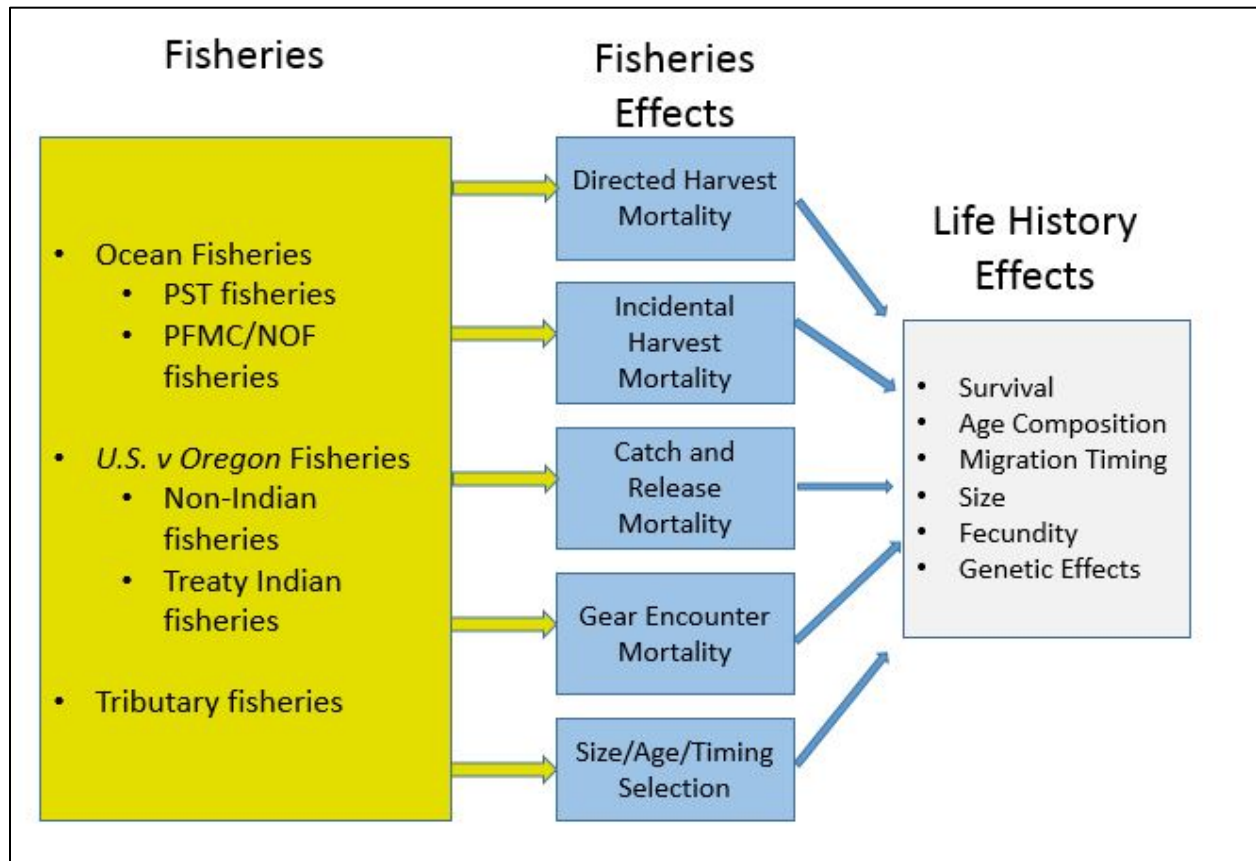 Fisheries
• Ocean Fisheries
• PST fisheries
• PFMC/NOF
fisheries
• U.S. v Oregon Fisheries
• Non-Indian
fisheries
• Treaty Indian
fisheries
• Tributary fisheries
Fisheries
Effects
Directed Harvest
Mortality
Incidental
Harvest
Mortality
Catch and
Release
Mortality
Gear Encounter
Mortality
Size/Age/Timing
Selection
Life History
Effects
• Survival
• Age Composition
• Migration Timing
• Size
• Fecundity
• Genetic Effects